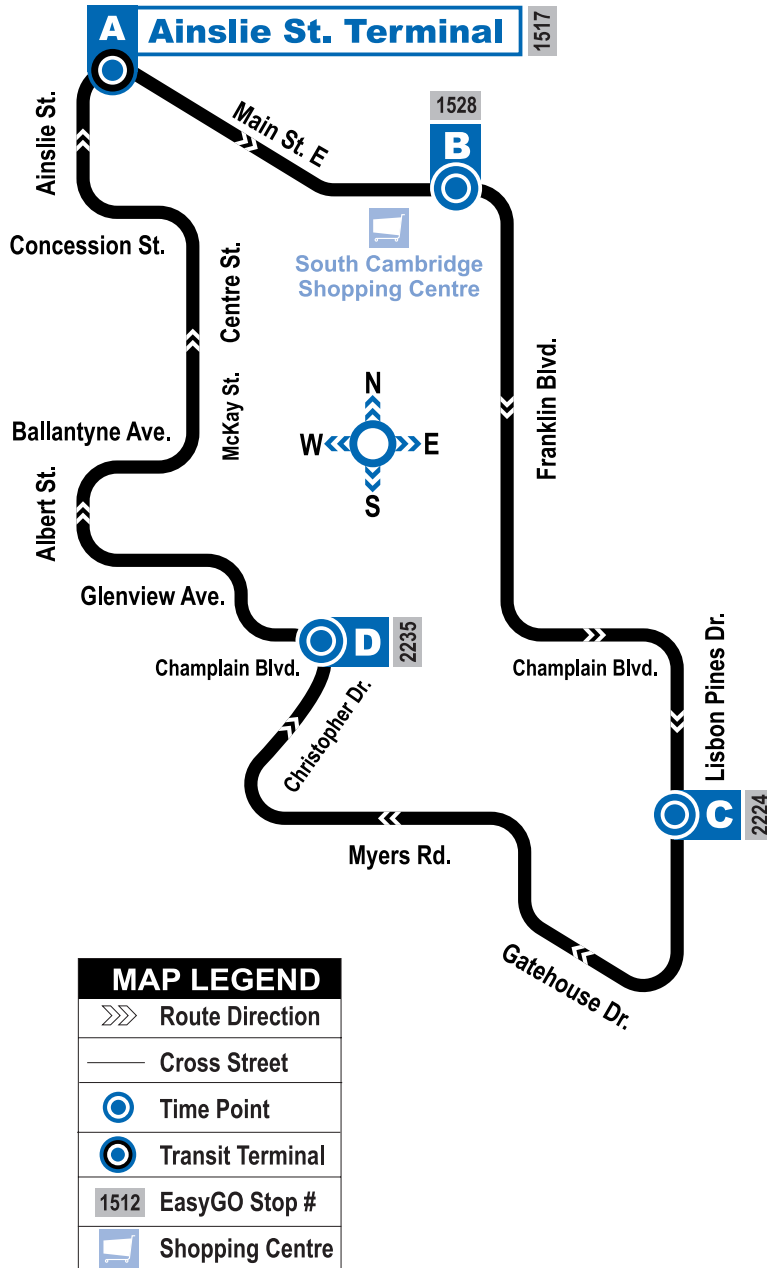 A
Ainslie St. Terminal
1517
1528
B
Ainslie St.
Main St. E
Concession St.
South Cambridge
Shopping Centre
Centre St.
McKay St.
Franklin Blvd.
N
W
E
S
Ballantyne Ave.
Albert St.
Glenview Ave.
D
2235
Champlain Blvd.
Christopher Dr.
Champlain Blvd.
Lisbon Pines Dr.
C
2224
Myers Rd.
Gatehouse Dr.
MAP LEGEND
Route Direction
Cross Street
Time Point
Transit Terminal
1512 EasyGO Stop #
Shopping Centre